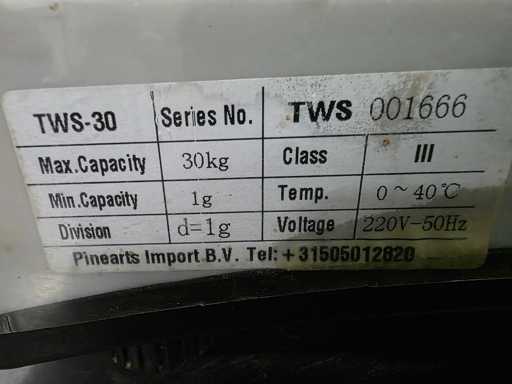 TWS-30 Series No. TWS 001666
Max.Capacity 30kg Class III
Min.Capacity 1g Temp. 0~40℃
Division d=1g Voltage 220V-50Hz
Pinearts Import B.V. Tel:+31505012820